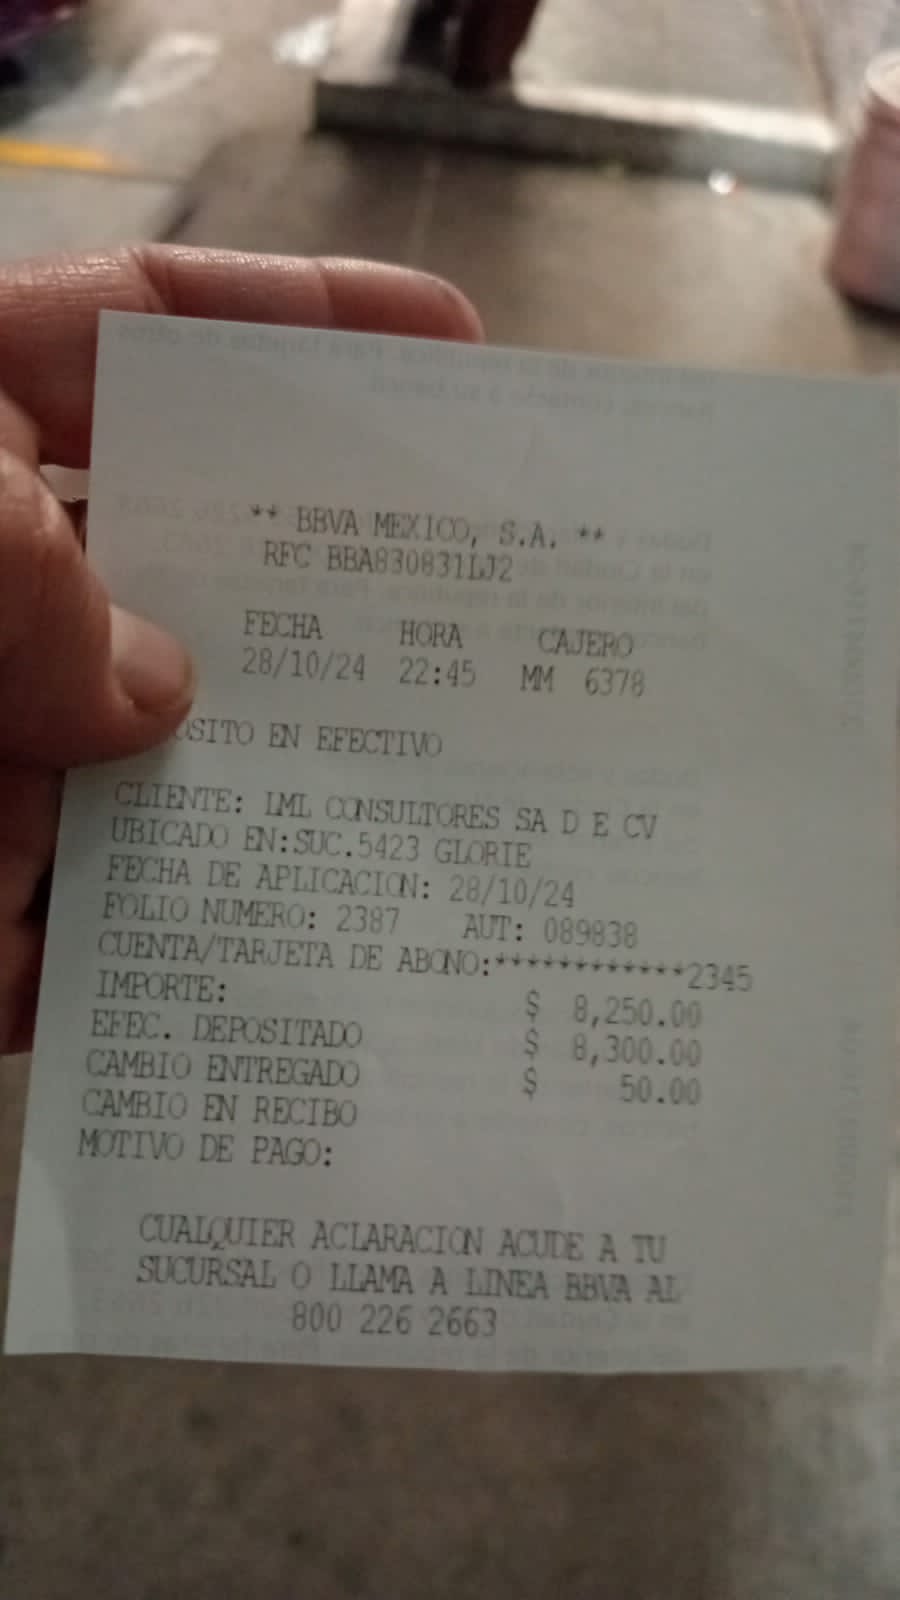 ** BBVA MEXICO, S.A. **
RFC BBA830831LJ2
FECHA HORA CAJERO
28/10/24 22:45 MM 6378
OSITO EN EFECTIVO
CLIENTE: IML CONSULTORES SA D E CV
UBICADO EN:SUC.5423 GLORIE
FECHA DE APLICACION: 28/10/24
FOLIO NUMERO: 2387 AUT: 089838
CUENTA/TARJETA DE ABONO:************2345
IMPORTE: $ 8,250.00
EFEC. DEPOSITADO $ 8,300.00
CAMBIO ENTREGADO $ 50.00
CAMBIO EN RECIBO
MOTIVO DE PAGO:
CUALQUIER ACLARACION ACUDE A TU
SUCURSAL O LLAMA A LINEA BBVA AL
800 226 2663